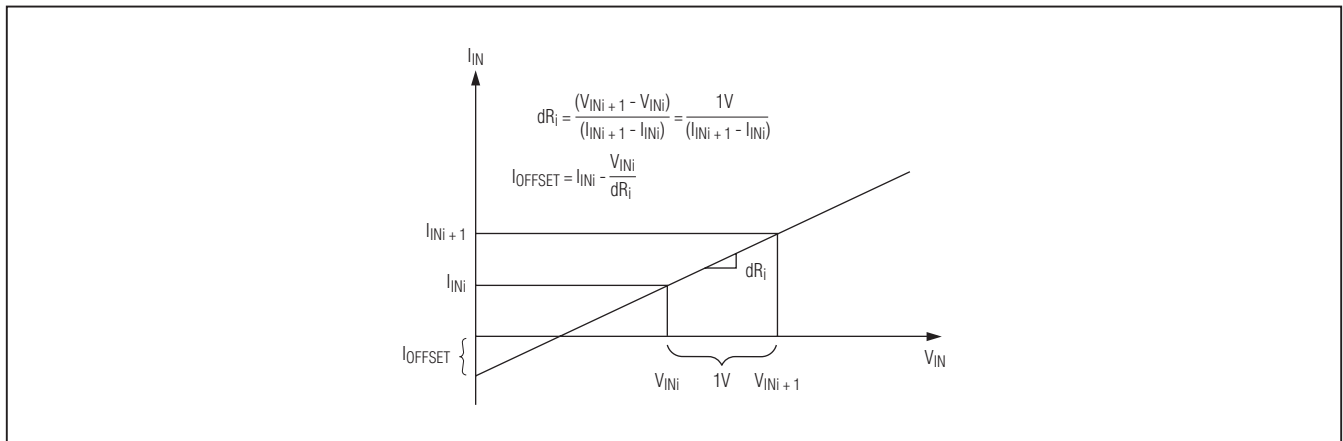 I_IN
dR_i = (V_INi + 1 - V_INi) / (I_INi + 1 - I_INi) = 1V / (I_INi + 1 - I_INi)
I_OFFSET = I_INi - V_INi / dR_i
I_INi + 1
dR_i
I_INi
I_OFFSET
V_IN
V_INi 1V V_INi + 1